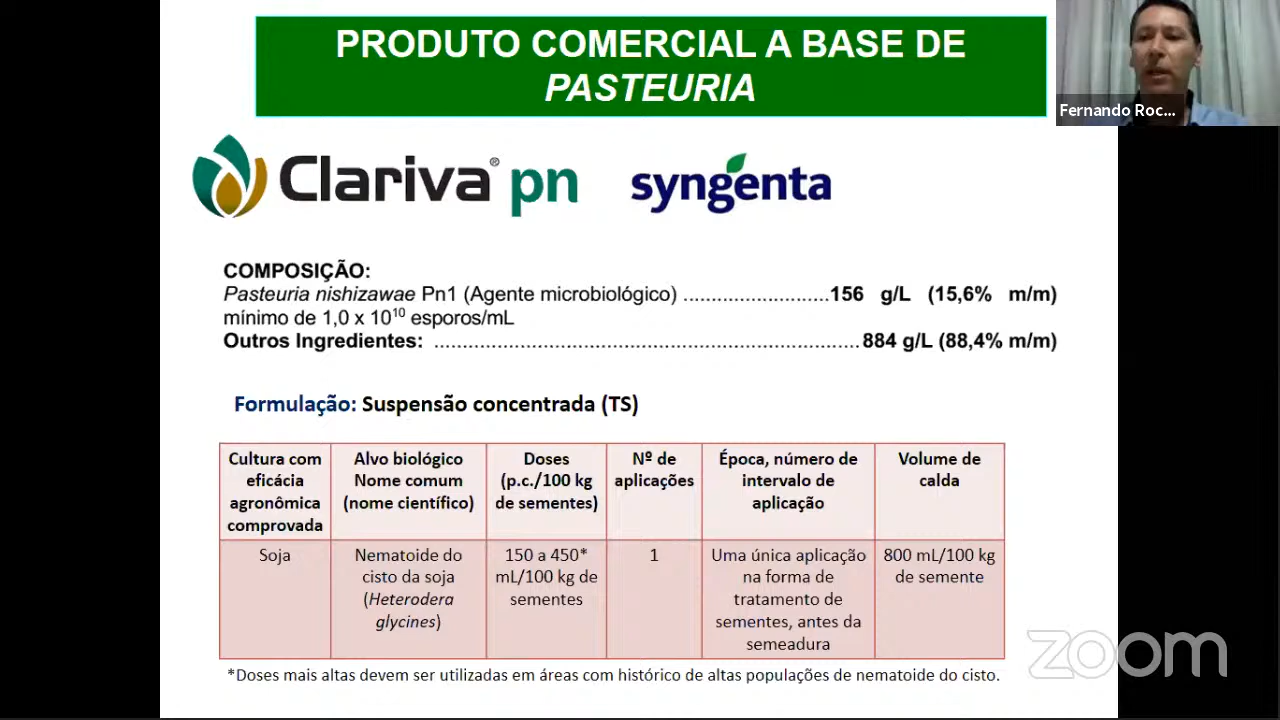 PRODUTO COMERCIAL A BASE DE
PASTEURIA
Fernando Roc...
Clariva® pn
syngenta
COMPOSIÇÃO:
Pasteuria nishizawae Pn1 (Agente microbiológico) ..........................156 g/L (15,6% m/m)
mínimo de 1,0 x 10¹⁰ esporos/mL
Outros Ingredientes: ..........................................................................884 g/L (88,4% m/m)
Formulação: Suspensão concentrada (TS)
Cultura com
eficácia
agronômica
comprovada
Alvo biológico
Nome comum
(nome científico)
Doses
(p.c./100 kg
de sementes)
Nº de
aplicações
Época, número de
intervalo de
aplicação
Volume de
calda
Soja
Nematoide do
cisto da soja
(Heterodera
glycines)
150 a 450*
mL/100 kg de
sementes
1
Uma única aplicação
na forma de
tratamento de
sementes, antes da
semeadura
800 mL/100 kg
de semente
*Doses mais altas devem ser utilizadas em áreas com histórico de altas populações de nematoide do cisto.
zoom